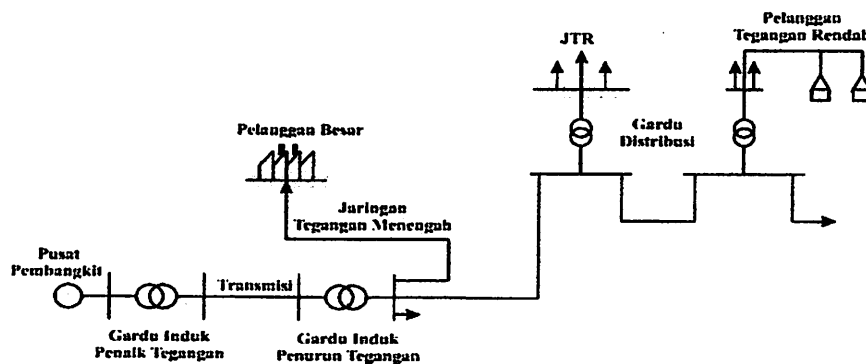 Pelanggan
Tegangan Rendah
JTR
Gardu
Distribusi
Pelanggan Besar
Jaringan
Tegangan Menengah
Pusat
Pembangkit
Transmisi
Gardu Induk
Penaik Tegangan
Gardu Induk
Penurun Tegangan